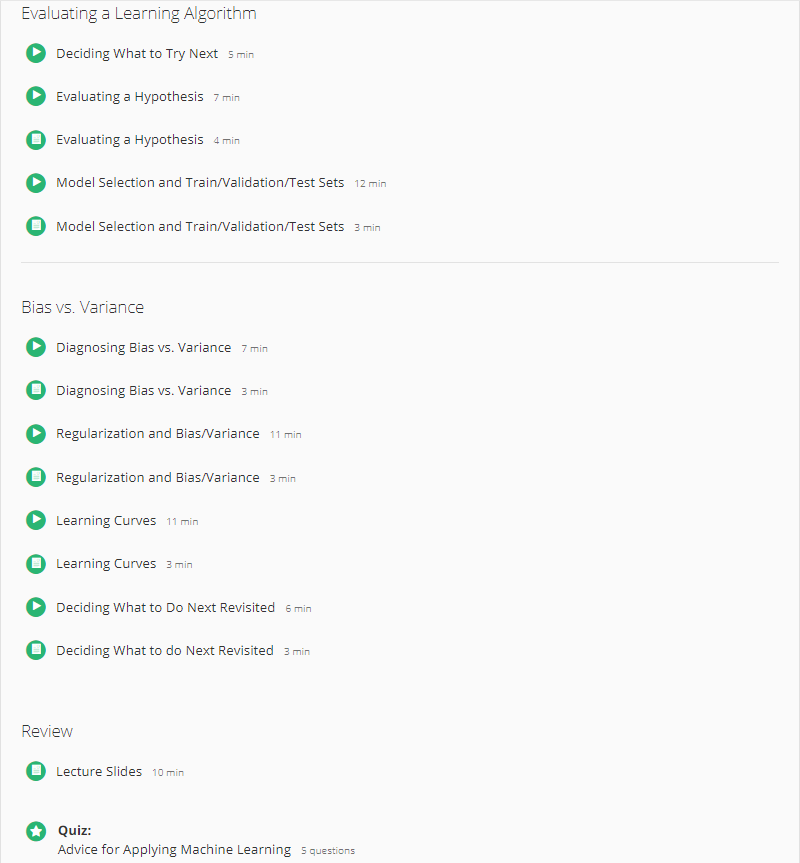 Evaluating a Learning Algorithm
Deciding What to Try Next 5 min
Evaluating a Hypothesis 7 min
Evaluating a Hypothesis 4 min
Model Selection and Train/Validation/Test Sets 12 min
Model Selection and Train/Validation/Test Sets 3 min
Bias vs. Variance
Diagnosing Bias vs. Variance 7 min
Diagnosing Bias vs. Variance 3 min
Regularization and Bias/Variance 11 min
Regularization and Bias/Variance 3 min
Learning Curves 11 min
Learning Curves 3 min
Deciding What to Do Next Revisited 6 min
Deciding What to do Next Revisited 3 min
Review
Lecture Slides 10 min
Quiz:
Advice for Applying Machine Learning 5 questions